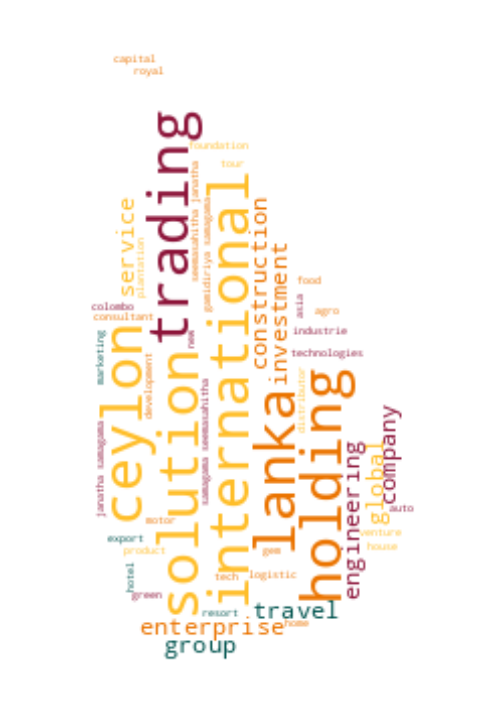 capital
royal
trading
foundation
tour
seemasahitha janatha
international
service
gamidiriya samagama
construction
plantation
investment
food
asia
colombo
agro
consultant
ceylon
marketing
new
industrie
solution
technologies
development
distributor
holding
samagama seemasahitha
lanka
company
janatha samagama
engineering
global
auto
motor
venture
export
product
gem
house
hotel
tech
logistic
green
resort
travel
home
enterprise
group